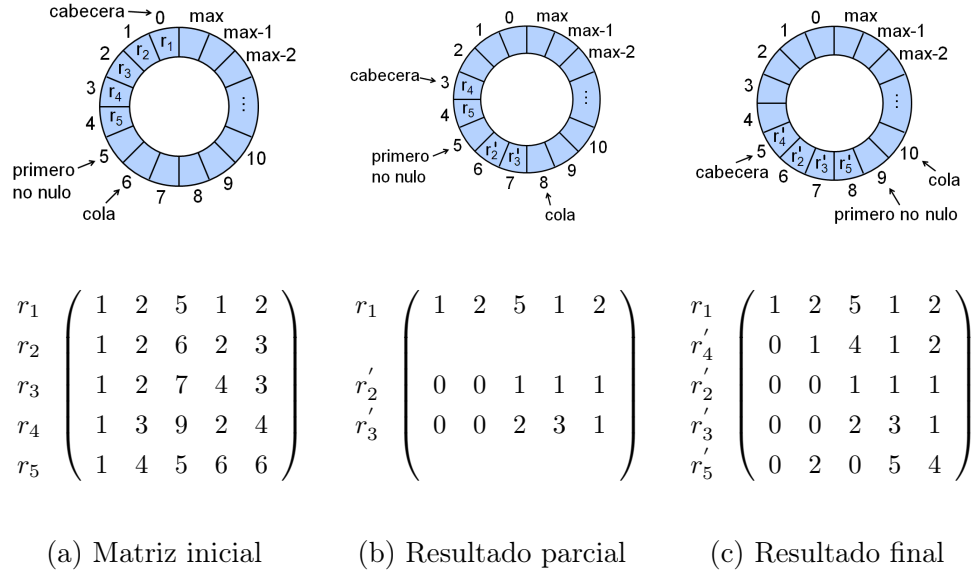 cabecera 0 max
1 max-1
2 r1 r2 max-2
3 r3 r4 ...
4 r5
5 10
primero no nulo 6 7 8 9
cola
0 max
1 max-1
2 max-2
cabecera 3 r4 ...
4 r5
primero no nulo 5 r'2 r'3 10
6 7 8 9
cola
0 max
1 max-1
2 max-2
3 ...
4 r'4
cabecera 5 r'2 r'3 r'5 10
6 7 8 9 cola
primero no nulo
r1 1 2 5 1 2
r2 1 2 6 2 3
r3 1 2 7 4 3
r4 1 3 9 2 4
r5 1 4 5 6 6
(a) Matriz inicial
r1 1 2 5 1 2
r'2 0 0 1 1 1
r'3 0 0 2 3 1
(b) Resultado parcial
r1 1 2 5 1 2
r'4 0 1 4 1 2
r'2 0 0 1 1 1
r'3 0 0 2 3 1
r'5 0 2 0 5 4
(c) Resultado final